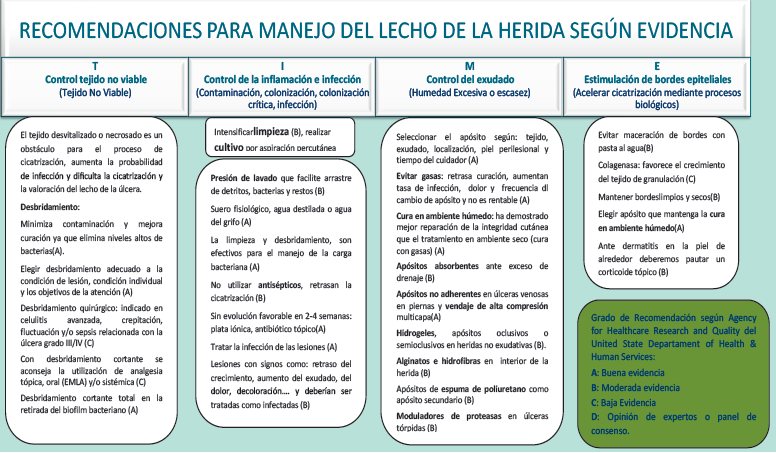 RECOMENDACIONES PARA MANEJO DEL LECHO DE LA HERIDA SEGÚN EVIDENCIA
T
Control tejido no viable
(Tejido No Viable)
El tejido desvitalizado o necrosado es un
obstáculo para el proceso de
cicatrización, aumenta la probabilidad
de infección y dificulta la cicatrización y
la valoración del lecho de la úlcera.
Desbridamiento:
Minimiza contaminación y mejora
curación ya que elimina niveles altos de
bacterias(A).
Elegir desbridamiento adecuado a la
condición de lesión, condición individual
y los objetivos de la atención (A)
Desbridamiento quirúrgico: indicado en
celulitis avanzada, crepitación,
fluctuación y/o sepsis relacionada con la
úlcera grado III/IV (C)
Con desbridamiento cortante se
aconseja la utilización de analgesia
tópica, oral (EMLA) y/o sistémica (C)
Desbridamiento cortante total en la
retirada del biofilm bacteriano (A)
I
Control de la inflamación e infección
(Contaminación, colonización, colonización
crítica, infección)
Intensificarlimpieza (B), realizar
cultivo por aspiración percutánea
Presión de lavado que facilite arrastre
de detritos, bacterias y restos (B)
Suero fisiológico, agua destilada o agua
del grifo (A)
La limpieza y desbridamiento, son
efectivos para el manejo de la carga
bacteriana (A)
No utilizar antisépticos, retrasan la
cicatrización (B)
Sin evolución favorable en 2-4 semanas:
plata iónica, antibiótico tópico(A)
Tratar la infección de las lesiones (A)
Lesiones con signos como: retraso del
crecimiento, aumento del exudado, del
dolor, decoloración.... y deberían ser
tratadas como infectadas (B)
M
Control del exudado
(Humedad Excesiva o escasez)
Seleccionar el apósito según: tejido,
exudado, localización, piel perilesional y
tiempo del cuidador (A)
Evitar gasas: retrasa curación, aumentan
tasa de infección, dolor y frecuencia dl
cambio de apósito y no es rentable (A)
Cura en ambiente húmedo: ha demostrado
mejor reparación de la integridad cutánea
que el tratamiento en ambiente seco (cura
con gasas) (A)
Apósitos absorbentes ante exceso de
drenaje (B)
Apósitos no adherentes en úlceras venosas
en piernas y vendaje de alta compresión
multicapa(A)
Hidrogeles, apósitos oclusivos o
semioclusivos en heridas no exudativas (B).
Alginatos e hidrofibras en interior de la
herida (B)
Apósitos de espuma de poliuretano como
apósito secundario (B)
Moduladores de proteasas en úlceras
tórpidas (B)
E
Estimulación de bordes epiteliales
(Acelerar cicatrización mediante procesos
biológicos)
Evitar maceración de bordes con
pasta al agua(B)
Colagenasa: favorece el crecimiento
del tejido de granulación (C)
Mantener bordeslimpios y secos(B)
Elegir apósito que mantenga la cura
en ambiente húmedo(A)
Ante dermatitis en la piel de
alrededor deberemos pautar un
corticoide tópico (B)
Grado de Recomendación según Agency
for Healthcare Research and Quality del
United State Departament of Health &
Human Services:
A: Buena evidencia
B: Moderada evidencia
C: Baja Evidencia
D: Opinión de expertos o panel de
consenso.